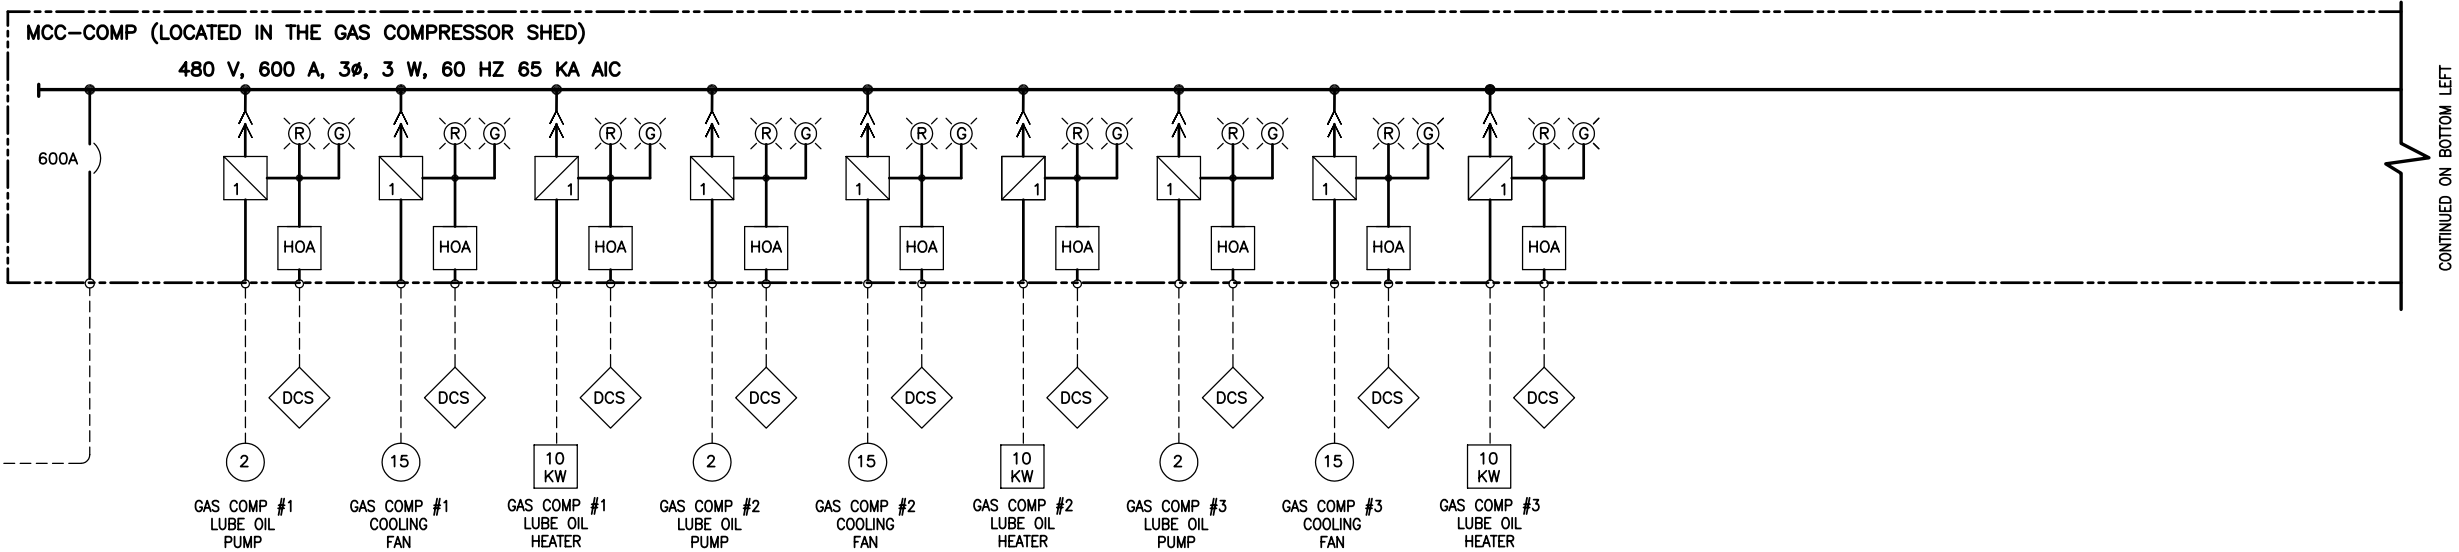 MCC-COMP (LOCATED IN THE GAS COMPRESSOR SHED)
480 V, 600 A, 3ø, 3 W, 60 HZ 65 KA AIC
600A
R G R G R G R G R G R G R G R G R G
1 1 1 1 1 1 1 1 1
HOA HOA HOA HOA HOA HOA HOA HOA HOA
DCS DCS DCS DCS DCS DCS DCS DCS DCS
2
GAS COMP #1
LUBE OIL
PUMP
15
GAS COMP #1
COOLING
FAN
10
KW
GAS COMP #1
LUBE OIL
HEATER
2
GAS COMP #2
LUBE OIL
PUMP
15
GAS COMP #2
COOLING
FAN
10
KW
GAS COMP #2
LUBE OIL
HEATER
2
GAS COMP #3
LUBE OIL
PUMP
15
GAS COMP #3
COOLING
FAN
10
KW
GAS COMP #3
LUBE OIL
HEATER
CONTINUED ON BOTTOM LEFT